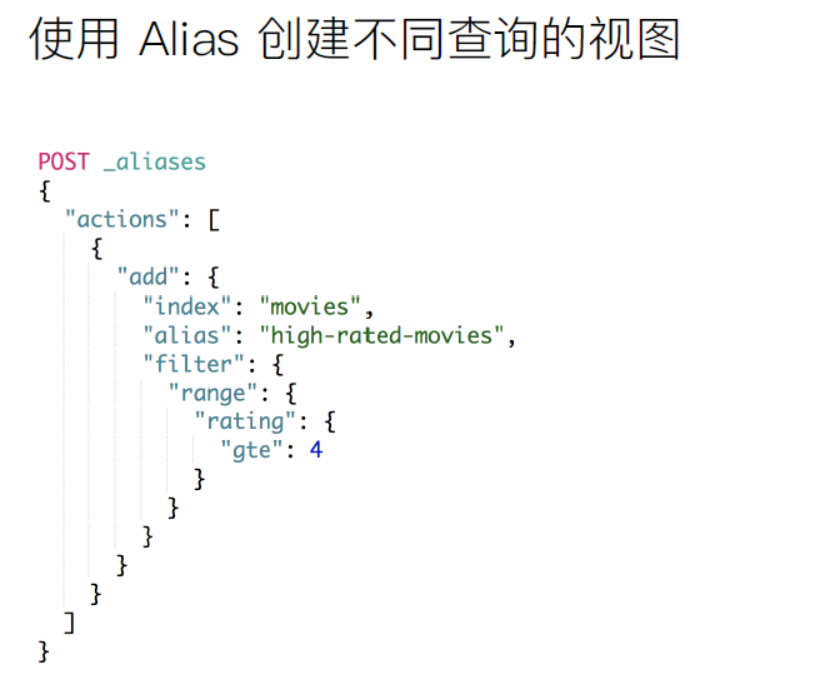 使用 Alias 创建不同查询的视图
POST _aliases
{
  "actions": [
    {
      "add": {
        "index": "movies",
        "alias": "high-rated-movies",
        "filter": {
          "range": {
            "rating": {
              "gte": 4
            }
          }
        }
      }
    }
  ]
}